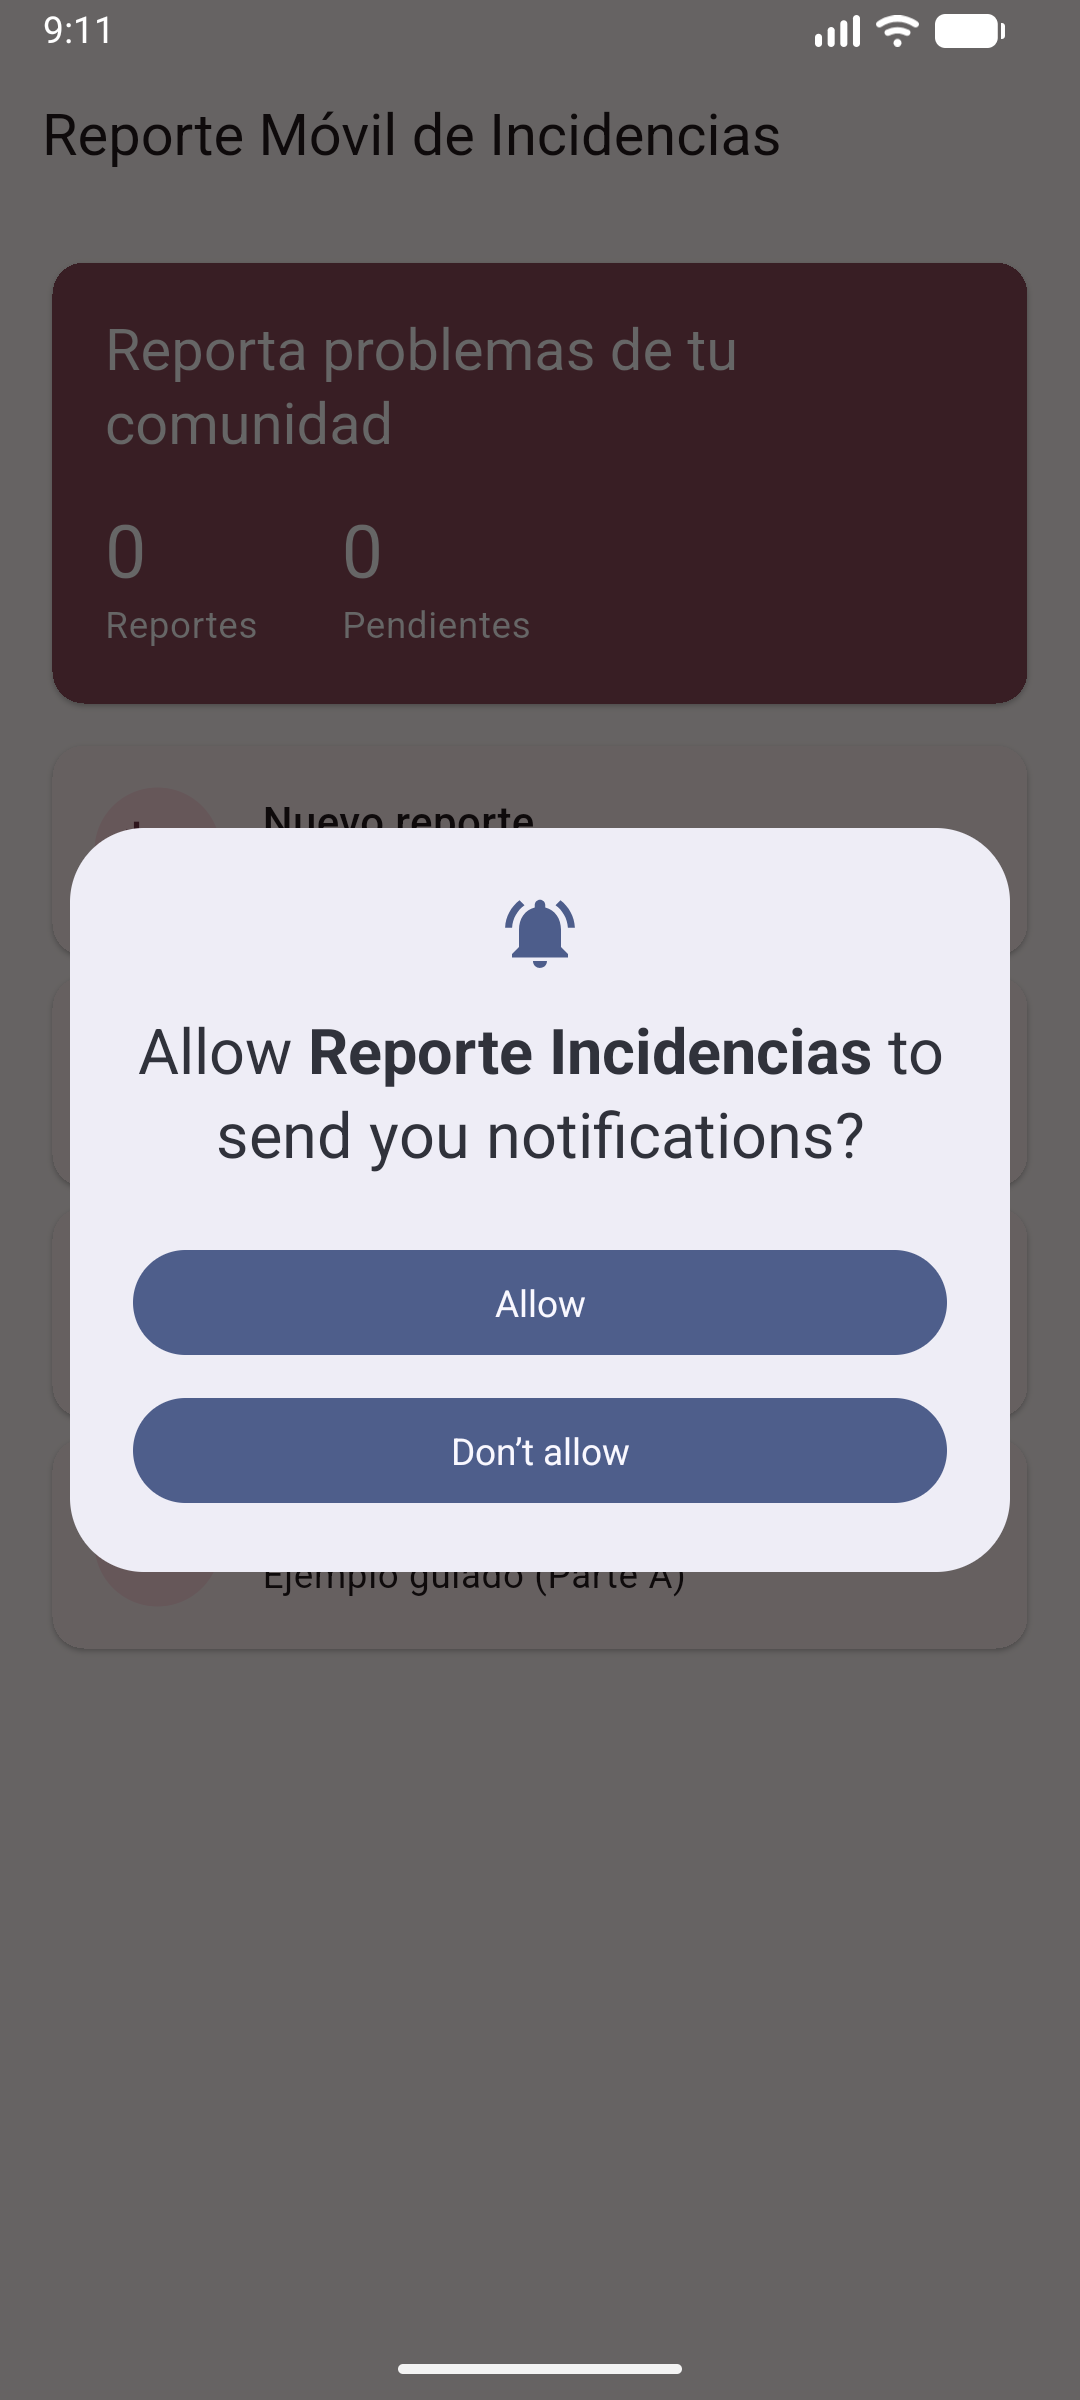 9:11
Reporte Móvil de Incidencias
Reporta problemas de tu
comunidad
0
0
Reportes
Pendientes
Nuevo reporte
Allow Reporte Incidencias to
send you notifications?
Allow
Don’t allow
Ejemplo guiado (Parte A)